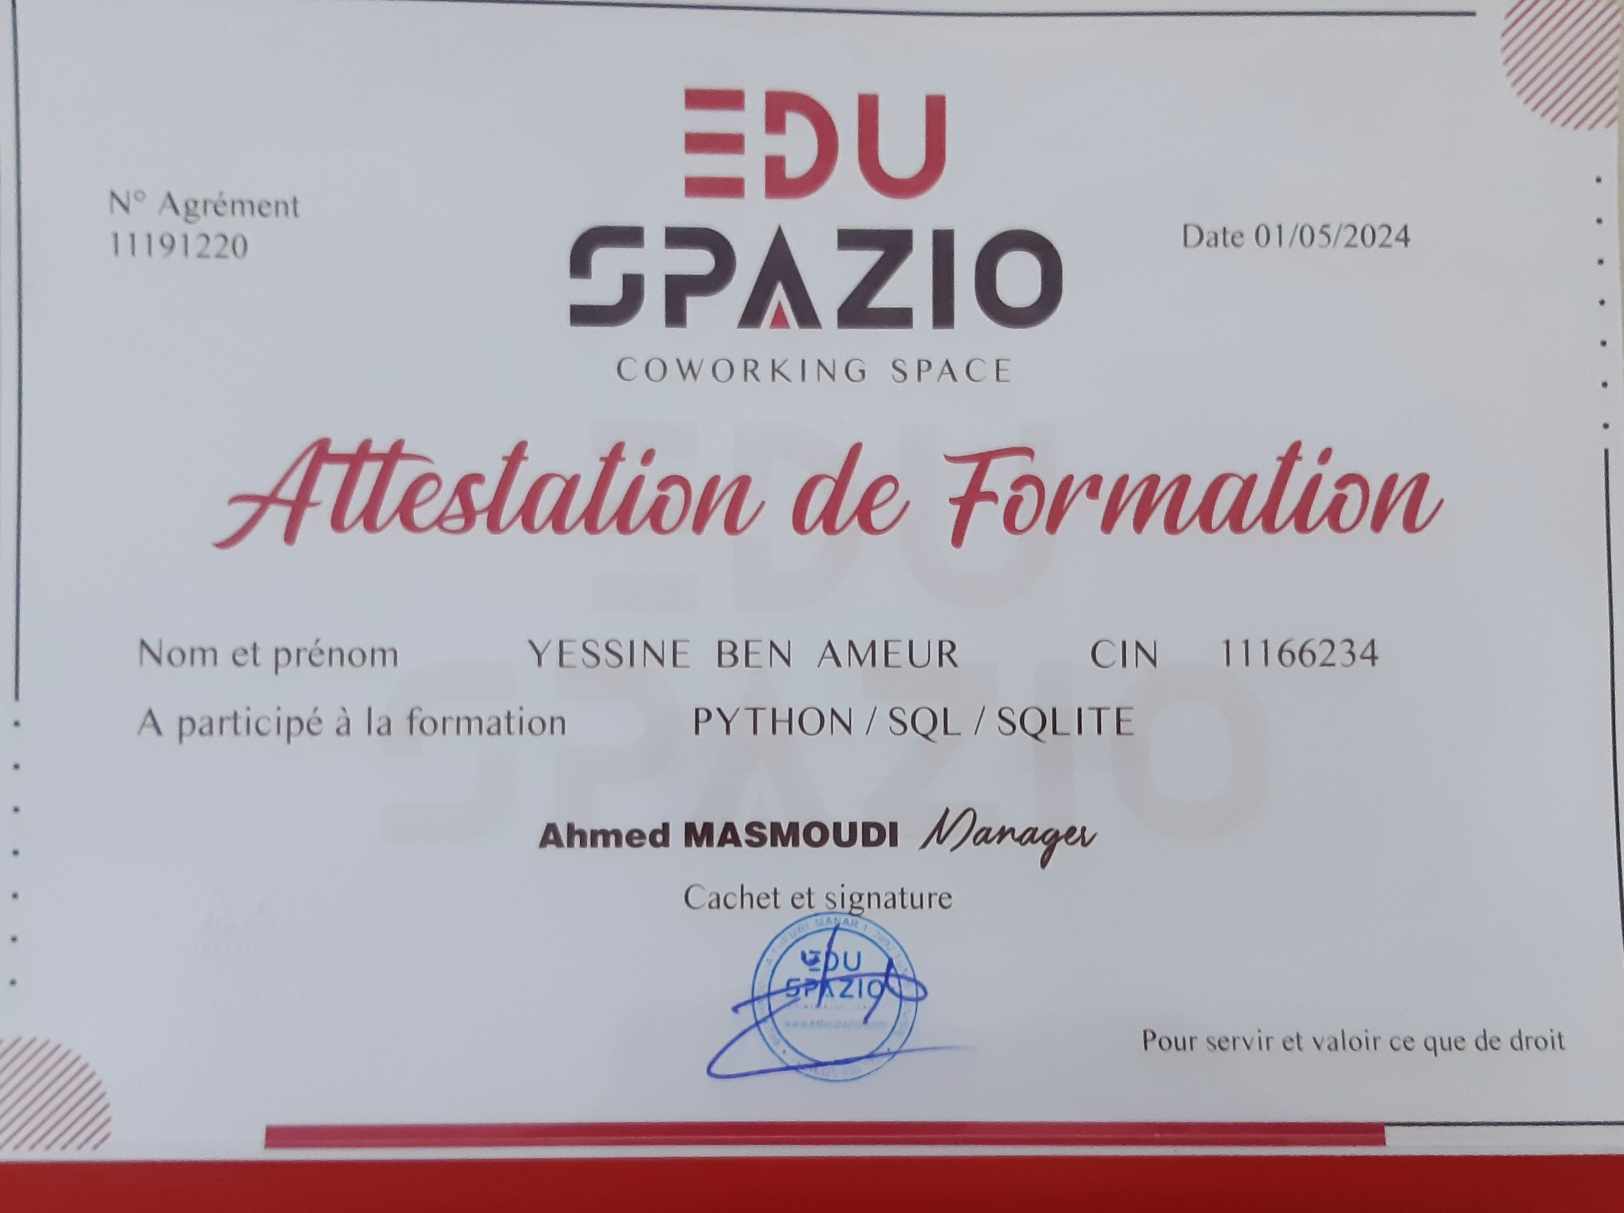 EDU
SPAZIO
COWORKING SPACE
N° Agrément
11191220
Date 01/05/2024
Attestation de Formation
Nom et prénom YESSINE BEN AMEUR CIN 11166234
A participé à la formation PYTHON / SQL / SQLITE
Ahmed MASMOUDI Manager
Cachet et signature
EDU
SPAZIO
Pour servir et valoir ce que de droit